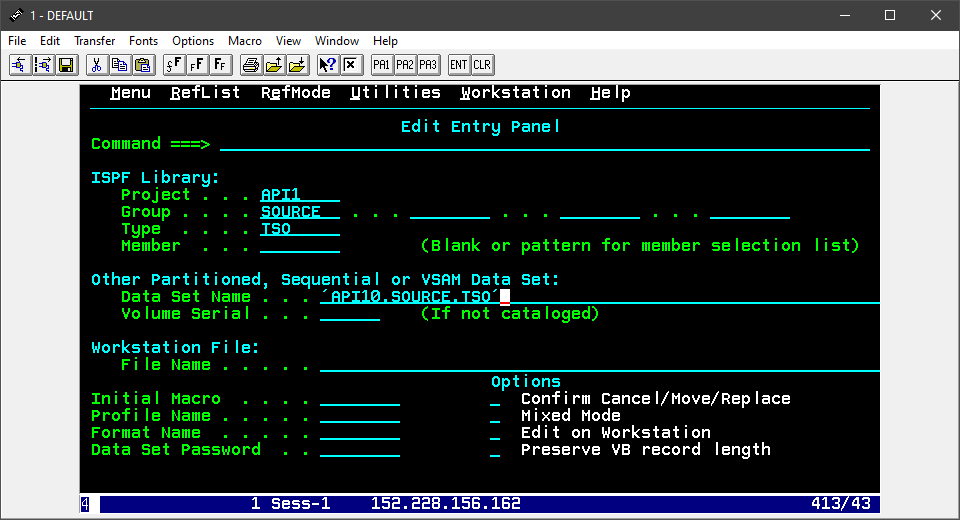 1 - DEFAULT
File Edit Transfer Fonts Options Macro View Window Help
ƒF fF FF PA1 PA2 PA3 ENT CLR
Menu RefList RefMode Utilities Workstation Help
Edit Entry Panel
Command ===>
ISPF Library:
Project . . . API1
Group . . . . SOURCE . . . . . . . . .
Type . . . . TSO
Member . . . (Blank or pattern for member selection list)
Other Partitioned, Sequential or VSAM Data Set:
Data Set Name . . . ´API10.SOURCE.TSO´
Volume Serial . . . (If not cataloged)
Workstation File:
File Name . . . . .
Options
Initial Macro . . . . Confirm Cancel/Move/Replace
Profile Name . . . . . Mixed Mode
Format Name . . . . . Edit on Workstation
Data Set Password . . Preserve VB record length
4 1 Sess-1 152.228.156.162 413/43